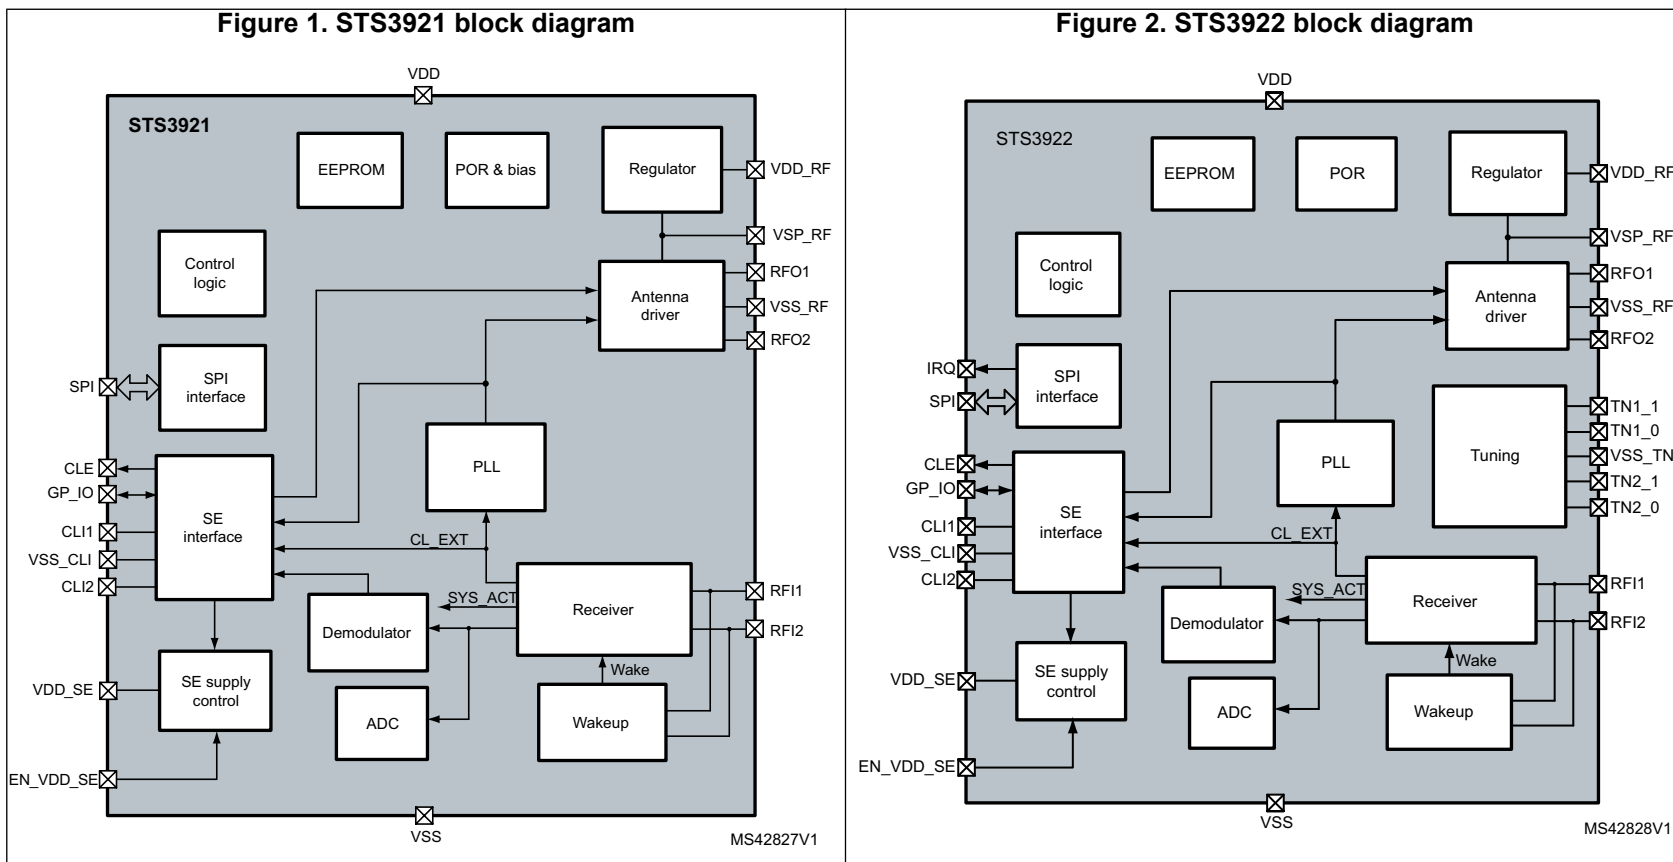 Figure 1. STS3921 block diagram
VDD
STS3921
EEPROM
POR & bias
Regulator
VDD_RF
VSP_RF
Control
logic
RFO1
Antenna
driver
VSS_RF
RFO2
SPI
SPI
interface
CLE
GP_IO
PLL
SE
interface
CLI1
CL_EXT
VSS_CLI
CLI2
SYS_ACT
Receiver
RFI1
Demodulator
RFI2
Wake
VDD_SE
SE supply
control
ADC
Wakeup
EN_VDD_SE
VSS
MS42827V1
Figure 2. STS3922 block diagram
VDD
STS3922
EEPROM
POR
Regulator
VDD_RF
VSP_RF
Control
logic
RFO1
Antenna
driver
VSS_RF
RFO2
IRQ
SPI
SPI
interface
TN1_1
TN1_0
Tuning
VSS_TN
TN2_1
TN2_0
CLE
GP_IO
PLL
SE
interface
CLI1
CL_EXT
VSS_CLI
CLI2
SYS_ACT
Receiver
RFI1
Demodulator
RFI2
Wake
VDD_SE
SE supply
control
ADC
Wakeup
EN_VDD_SE
VSS
MS42828V1